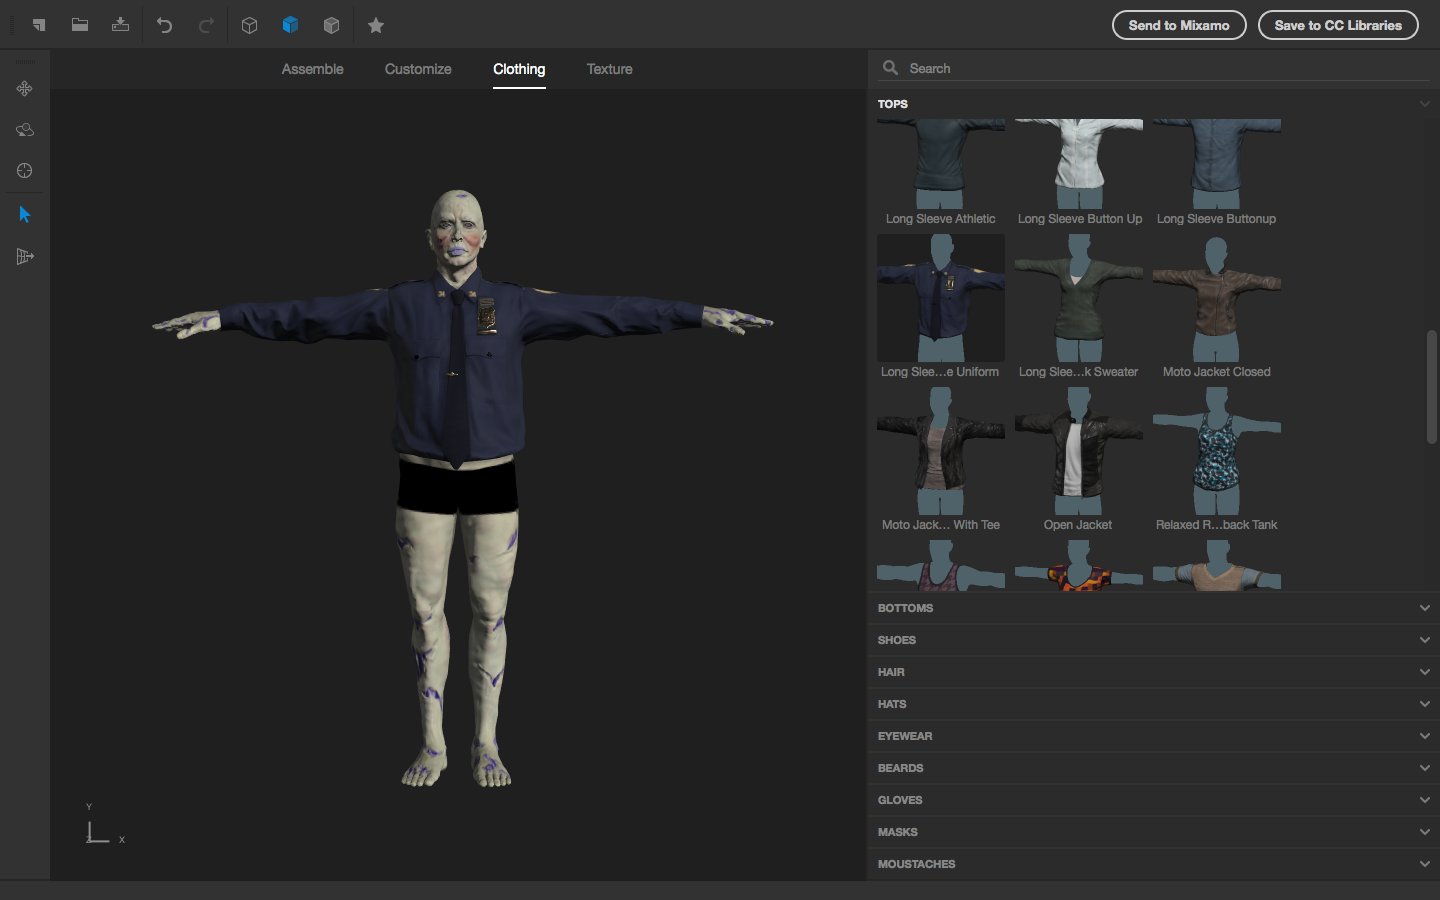 Send to Mixamo
Save to CC Libraries
Assemble
Customize
Clothing
Texture
Search
TOPS
Long Sleeve Athletic
Long Sleeve Button Up
Long Sleeve Buttonup
Long Slee...e Uniform
Long Slee...k Sweater
Moto Jacket Closed
Moto Jack... With Tee
Open Jacket
Relaxed R...back Tank
BOTTOMS
SHOES
HAIR
HATS
EYEWEAR
BEARDS
GLOVES
MASKS
MOUSTACHES
Y
Z
X